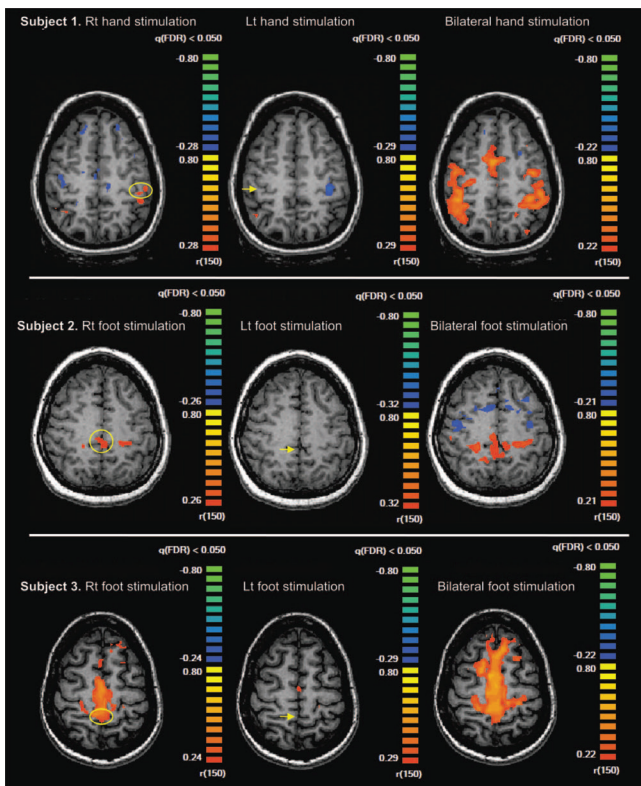 Subject 1. Rt hand stimulation
Lt hand stimulation
Bilateral hand stimulation
q(FDR) < 0.050
q(FDR) < 0.050
q(FDR) < 0.050
-0.80
-0.80
-0.80
-0.28
-0.29
-0.22
0.80
0.80
0.80
0.28
0.29
0.22
r(150)
r(150)
r(150)
q(FDR) < 0.050
q(FDR) < 0.050
q(FDR) < 0.050
-0.80
-0.80
-0.80
Subject 2. Rt foot stimulation
Lt foot stimulation
Bilateral foot stimulation
-0.26
-0.32
-0.21
0.80
0.80
0.80
0.26
0.32
0.21
r(150)
r(150)
r(150)
q(FDR) < 0.050
q(FDR) < 0.050
q(FDR) < 0.050
-0.80
-0.80
-0.80
Subject 3. Rt foot stimulation
Lt foot stimulation
Bilateral foot stimulation
-0.24
-0.29
-0.22
0.80
0.80
0.80
0.24
0.29
0.22
r(150)
r(150)
r(150)